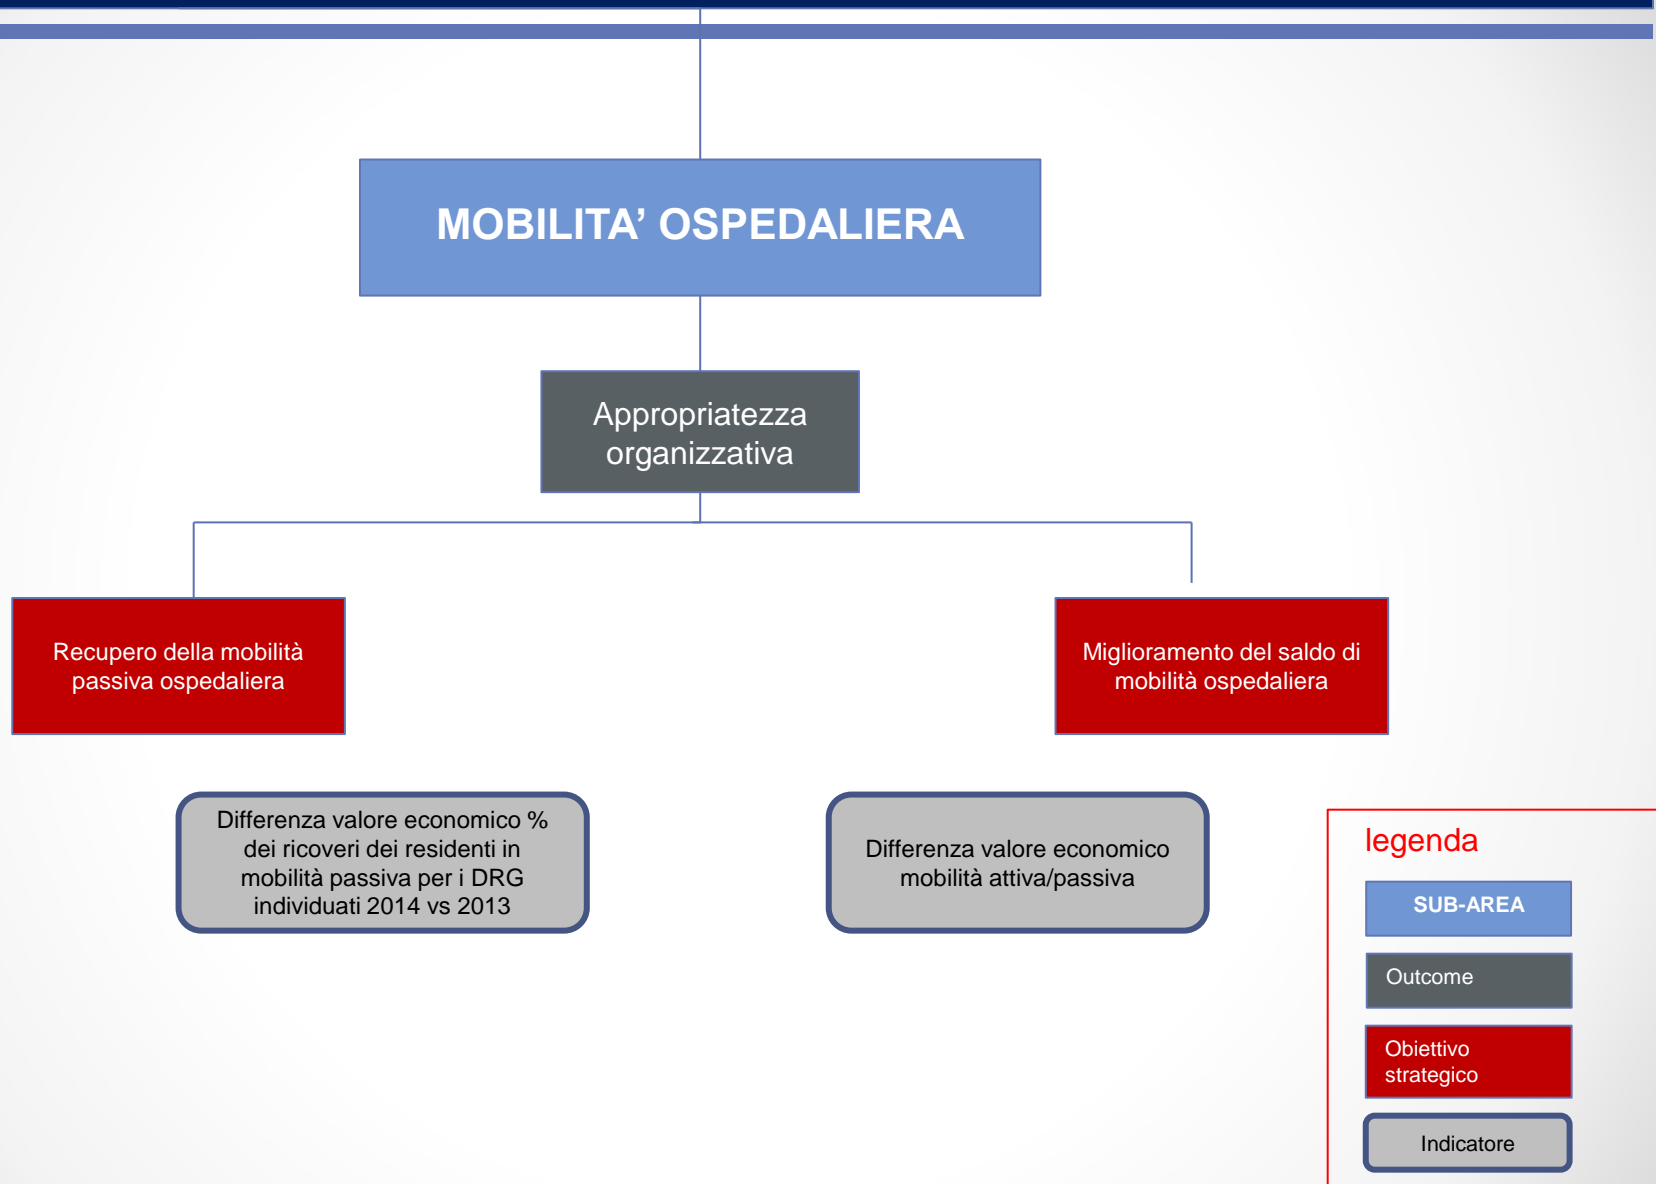 MOBILITA’ OSPEDALIERA
Appropriatezza
organizzativa
Recupero della mobilità
passiva ospedaliera
Miglioramento del saldo di
mobilità ospedaliera
Differenza valore economico %
dei ricoveri dei residenti in
mobilità passiva per i DRG
individuati 2014 vs 2013
Differenza valore economico
mobilità attiva/passiva
legenda
SUB-AREA
Outcome
Obiettivo
strategico
Indicatore